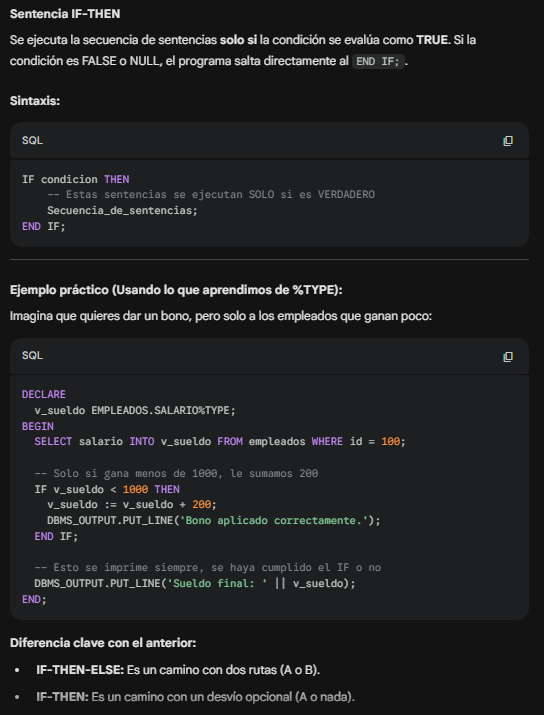 Sentencia IF-THEN
Se ejecuta la secuencia de sentencias solo si la condición se evalúa como TRUE. Si la
condición es FALSE o NULL, el programa salta directamente al END IF; .
Sintaxis:
SQL
IF condicion THEN
    -- Estas sentencias se ejecutan SOLO si es VERDADERO
    Secuencia_de_sentencias;
END IF;
Ejemplo práctico (Usando lo que aprendimos de %TYPE):
Imagina que quieres dar un bono, pero solo a los empleados que ganan poco:
SQL
DECLARE
  v_sueldo EMPLEADOS.SALARIO%TYPE;
BEGIN
  SELECT salario INTO v_sueldo FROM empleados WHERE id = 100;
  -- Solo si gana menos de 1000, le sumamos 200
  IF v_sueldo < 1000 THEN
    v_sueldo := v_sueldo + 200;
    DBMS_OUTPUT.PUT_LINE('Bono aplicado correctamente.');
  END IF;
  -- Esto se imprime siempre, se haya cumplido el IF o no
  DBMS_OUTPUT.PUT_LINE('Sueldo final: ' || v_sueldo);
END;
Diferencia clave con el anterior:
• IF-THEN-ELSE: Es un camino con dos rutas (A o B).
• IF-THEN: Es un camino con un desvío opcional (A o nada).